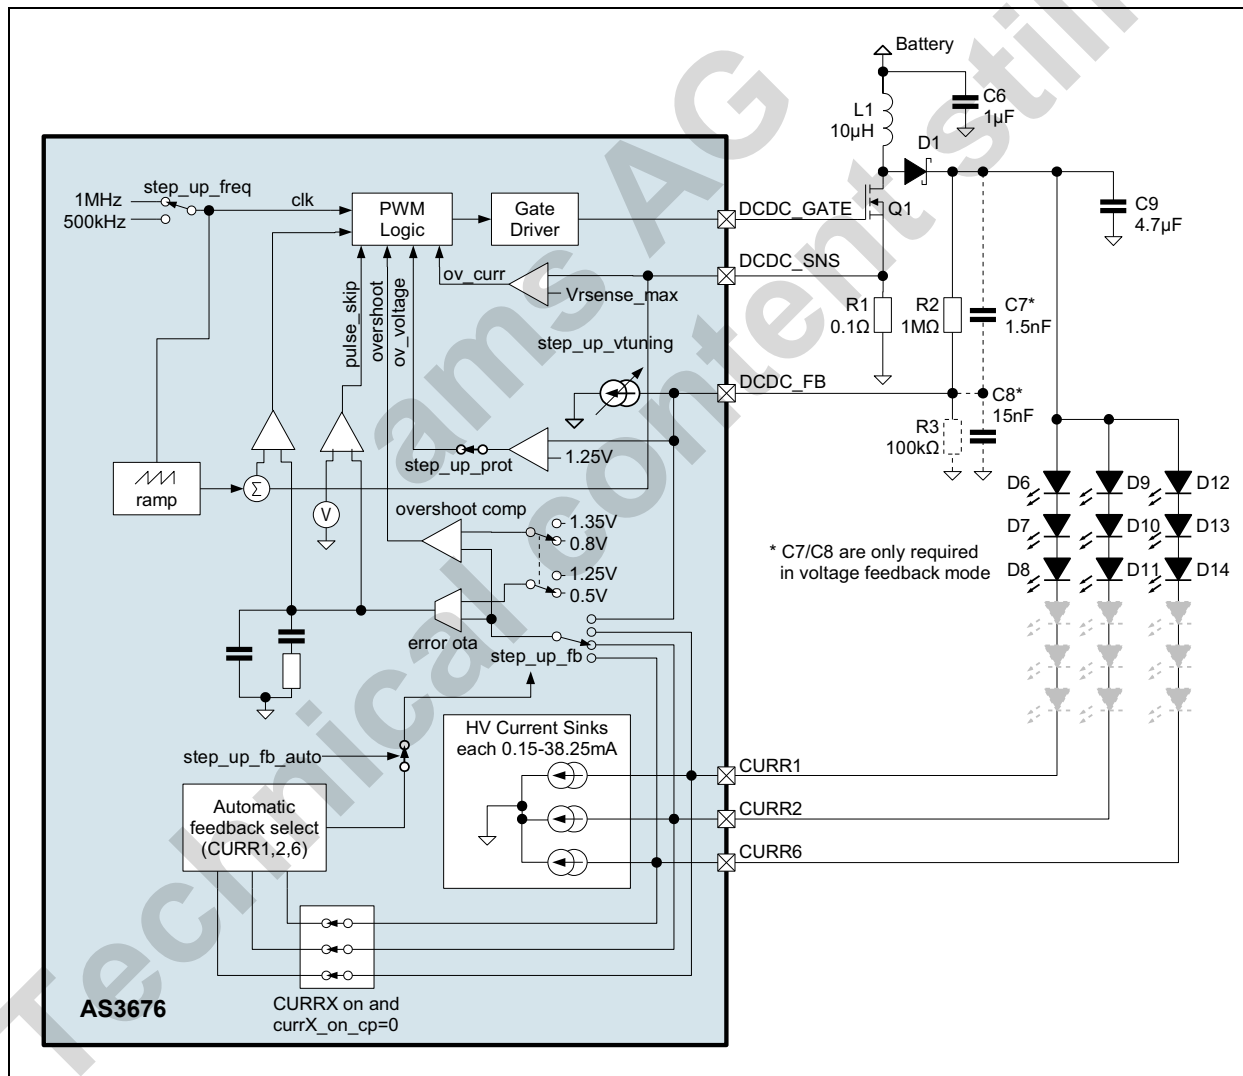 Battery
C6
1µF
L1
10µH
D1
step_up_freq
1MHz
500kHz
clk
PWM
Logic
Gate
Driver
DCDC_GATE
Q1
C9
4.7µF
DCDC_SNS
ov_curr
Vrsense_max
pulse_skip
overshoot
ov_voltage
R1
0.1Ω
R2
1MΩ
C7*
1.5nF
step_up_vtuning
DCDC_FB
C8*
15nF
R3
100kΩ
step_up_prot
1.25V
ramp
Σ
V
overshoot comp
1.35V
0.8V
1.25V
0.5V
error ota
step_up_fb
D6
D9
D12
D7
D10
D13
D8
D11
D14
* C7/C8 are only required
in voltage feedback mode
HV Current Sinks
each 0.15-38.25mA
step_up_fb_auto
CURR1
CURR2
CURR6
Automatic
feedback select
(CURR1,2,6)
CURRX on and
currX_on_cp=0
AS3676
ams AG
Technical content still